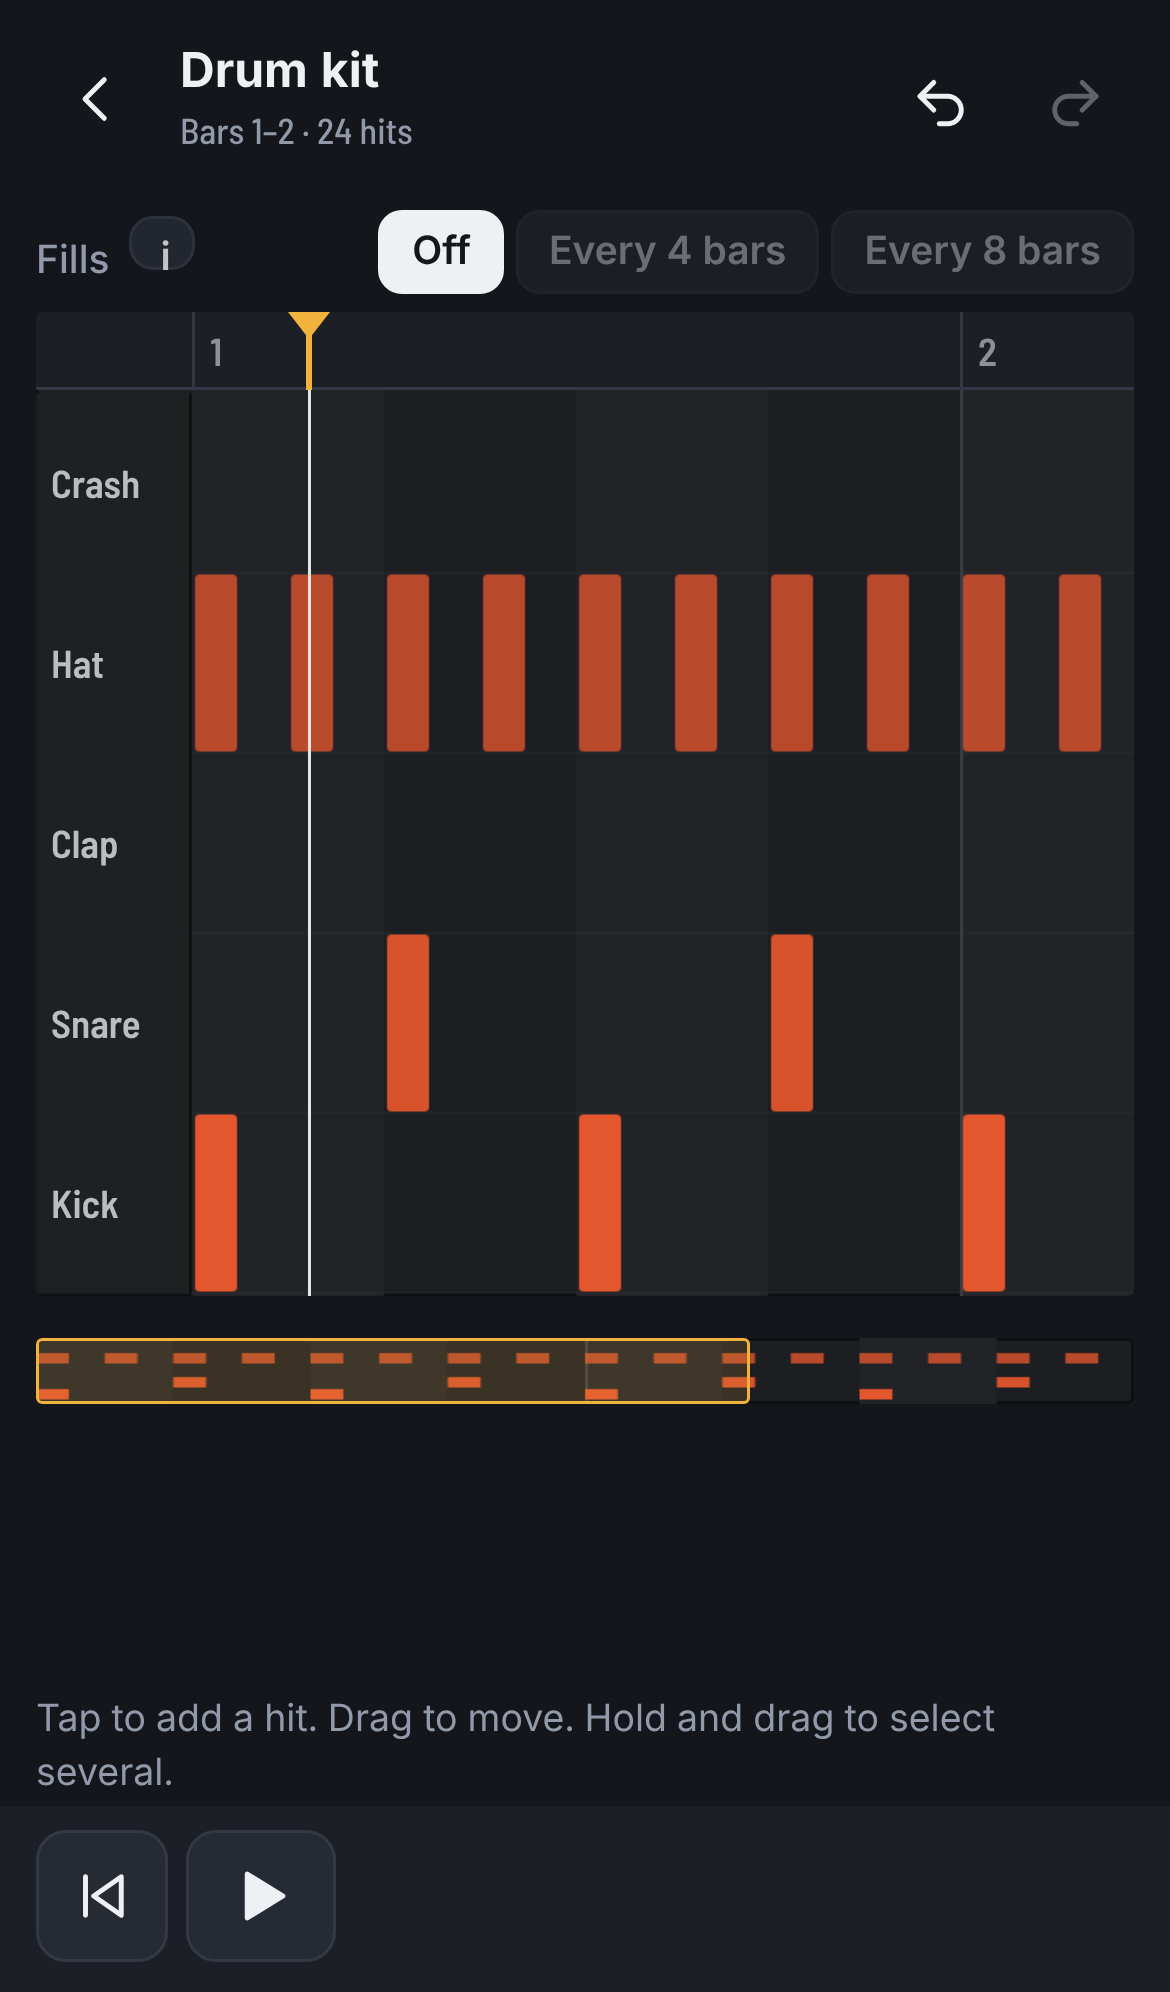 Drum kit
Bars 1–2 · 24 hits
Fills i Off Every 4 bars Every 8 bars
1 2
Crash
Hat
Clap
Snare
Kick
Tap to add a hit. Drag to move. Hold and drag to select
several.